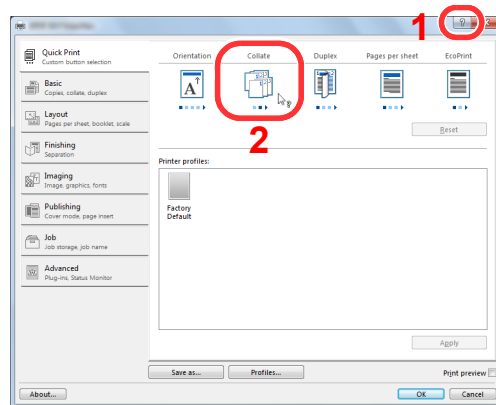 1
?
Quick Print
Custom button selection
Basic
Copies, collate, duplex
Layout
Pages per sheet, booklet, scale
Finishing
Separation
Imaging
Image, graphics, fonts
Publishing
Cover mode, page insert
Job
Job storage, job name
Advanced
Plug-ins, Status Monitor
Orientation Collate Duplex Pages per sheet EcoPrint
A
?
2
Reset
Printer profiles:
Factory
Default
Apply
Save as... Profiles... Print preview
About... OK Cancel